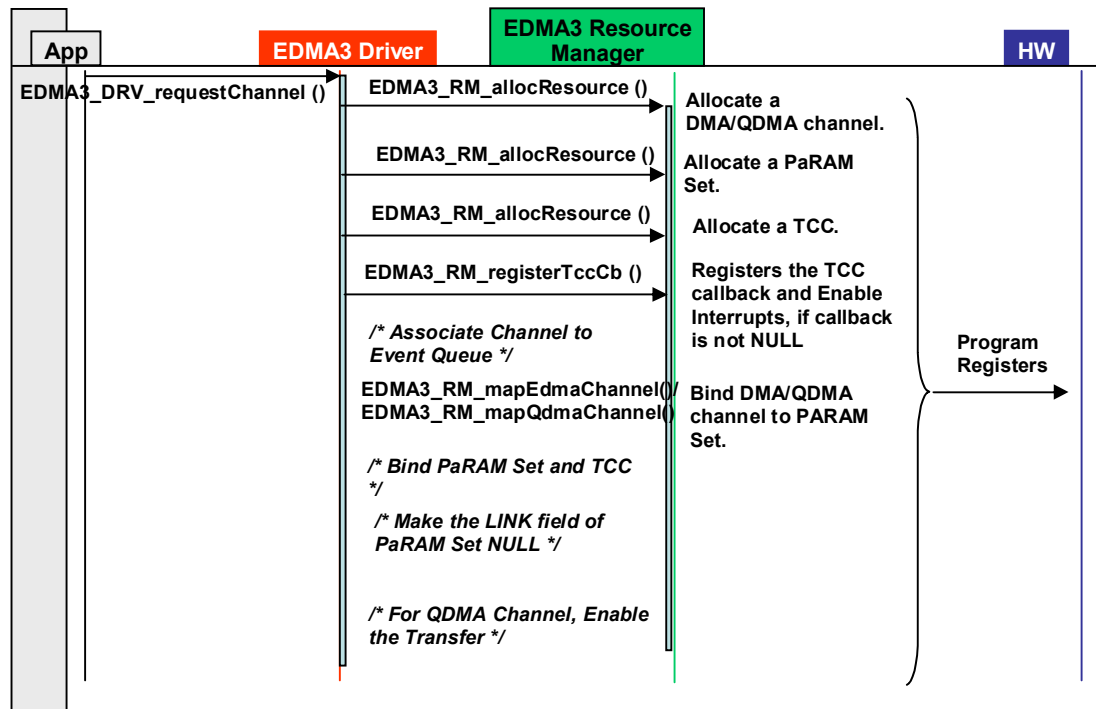 App
EDMA3 Driver
EDMA3 Resource
Manager
HW
EDMA3_DRV_requestChannel ()
EDMA3_RM_allocResource ()
Allocate a
DMA/QDMA channel.
EDMA3_RM_allocResource ()
Allocate a PaRAM
Set.
EDMA3_RM_allocResource ()
Allocate a TCC.
EDMA3_RM_registerTccCb ()
Registers the TCC
callback and Enable
Interrupts, if callback
is not NULL
/* Associate Channel to
Event Queue */
Program
Registers
EDMA3_RM_mapEdmaChannel()/
EDMA3_RM_mapQdmaChannel()
Bind DMA/QDMA
channel to PARAM
Set.
/* Bind PaRAM Set and TCC
*/
/* Make the LINK field of
PaRAM Set NULL */
/* For QDMA Channel, Enable
the Transfer */